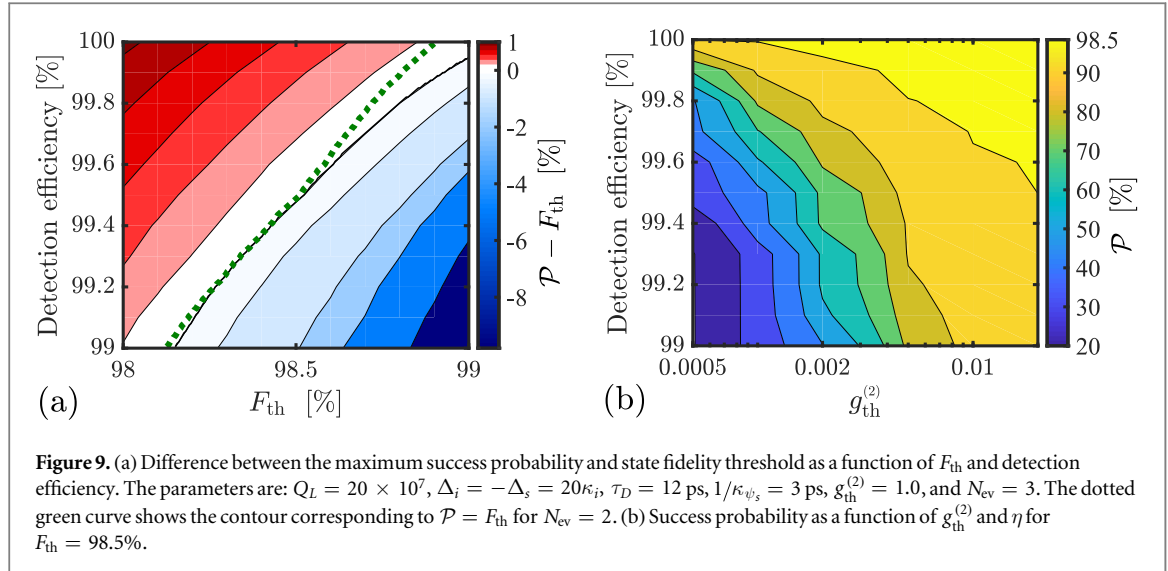 100
99.8
99.6
99.4
99.2
99
Detection efficiency [%]
98
98.5
99
F_th [%]
(a)
1
0
-2
-4
-6
-8
𝒫 − F_th [%]
100
99.8
99.6
99.4
99.2
99
Detection efficiency [%]
0.0005
0.002
0.01
g_th^(2)
(b)
98.5
90
80
70
60
50
40
30
20
𝒫 [%]
Figure 9. (a) Difference between the maximum success probability and state fidelity threshold as a function of F_th and detection
efficiency. The parameters are: Q_L = 20 × 10^7, Δ_i = −Δ_s = 20κ_i, τ_D = 12 ps, 1/κ_ψ_s = 3 ps, g_th^(2) = 1.0, and N_ev = 3. The dotted
green curve shows the contour corresponding to 𝒫 = F_th for N_ev = 2. (b) Success probability as a function of g_th^(2) and η for
F_th = 98.5%.